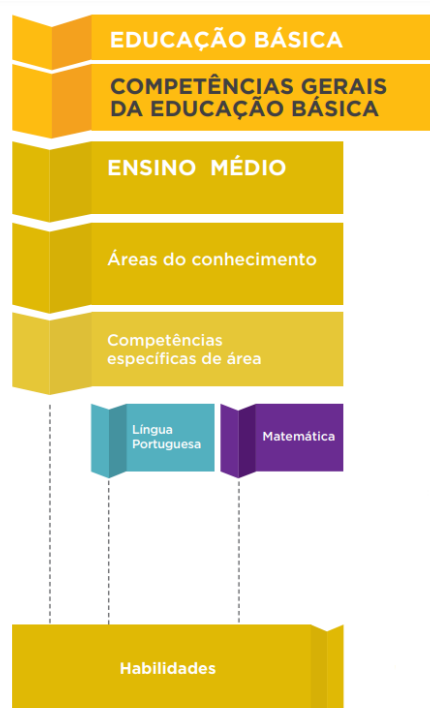 EDUCAÇÃO BÁSICA
COMPETÊNCIAS GERAIS
DA EDUCAÇÃO BÁSICA
ENSINO MÉDIO
Áreas do conhecimento
Competências
específicas de área
Língua
Portuguesa
Matemática
Habilidades